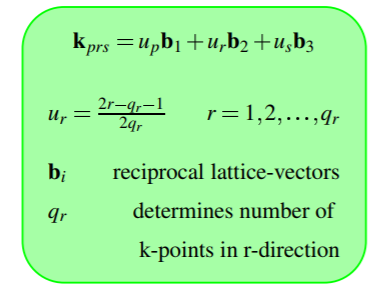 k_prs = u_p b_1 + u_r b_2 + u_s b_3
u_r = (2r−q_r−1)/(2q_r)   r = 1,2,…,q_r
b_i   reciprocal lattice-vectors
q_r   determines number of
k-points in r-direction